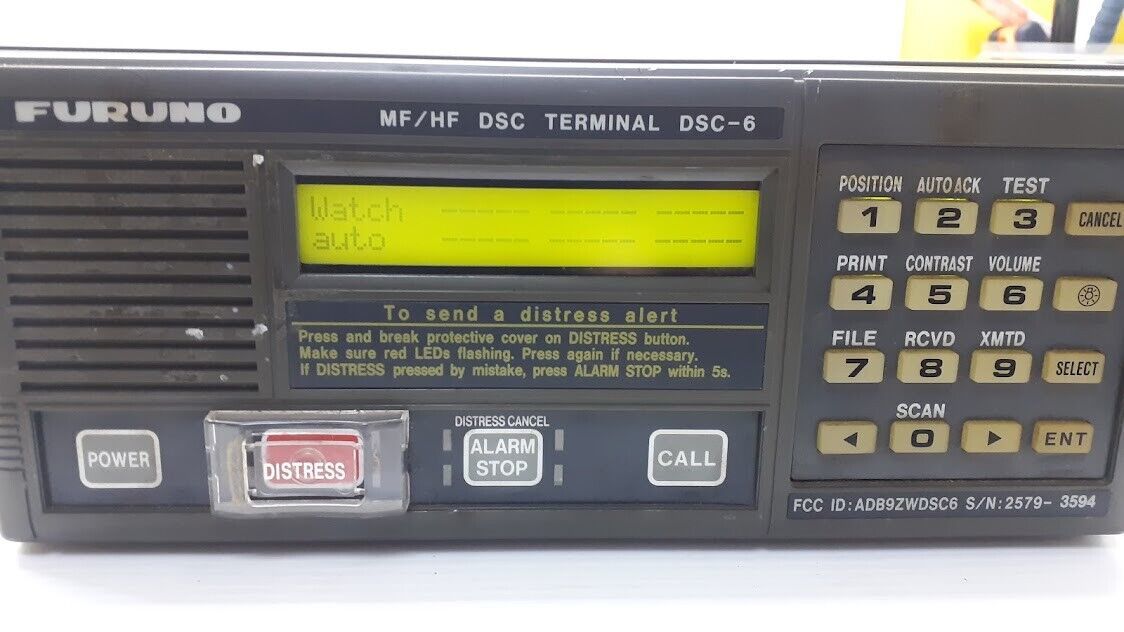 FURUNO
MF/HF DSC TERMINAL DSC-6
Watch ------ ------ ------
auto ------ ------ ------
To send a distress alert
Press and break protective cover on DISTRESS button.
Make sure red LEDs flashing. Press again if necessary.
If DISTRESS pressed by mistake, press ALARM STOP within 5s.
POWER
DISTRESS
DISTRESS CANCEL
ALARM
STOP
CALL
POSITION AUTO ACK TEST
1 2 3 CANCEL
PRINT CONTRAST VOLUME
4 5 6
FILE RCVD XMTD
7 8 9 SELECT
SCAN
◄ 0 ► ENT
FCC ID:ADB9ZWDSC6 S/N:2579- 3594